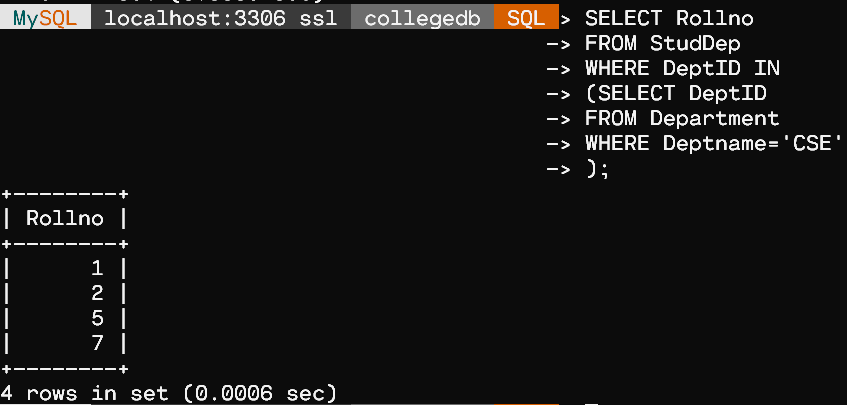 MySQL localhost:3306 ssl collegedb SQL > SELECT Rollno
-> FROM StudDep
-> WHERE DeptID IN
-> (SELECT DeptID
-> FROM Department
-> WHERE Deptname='CSE'
-> );
+--------+
| Rollno |
+--------+
|      1 |
|      2 |
|      5 |
|      7 |
+--------+
4 rows in set (0.0006 sec)